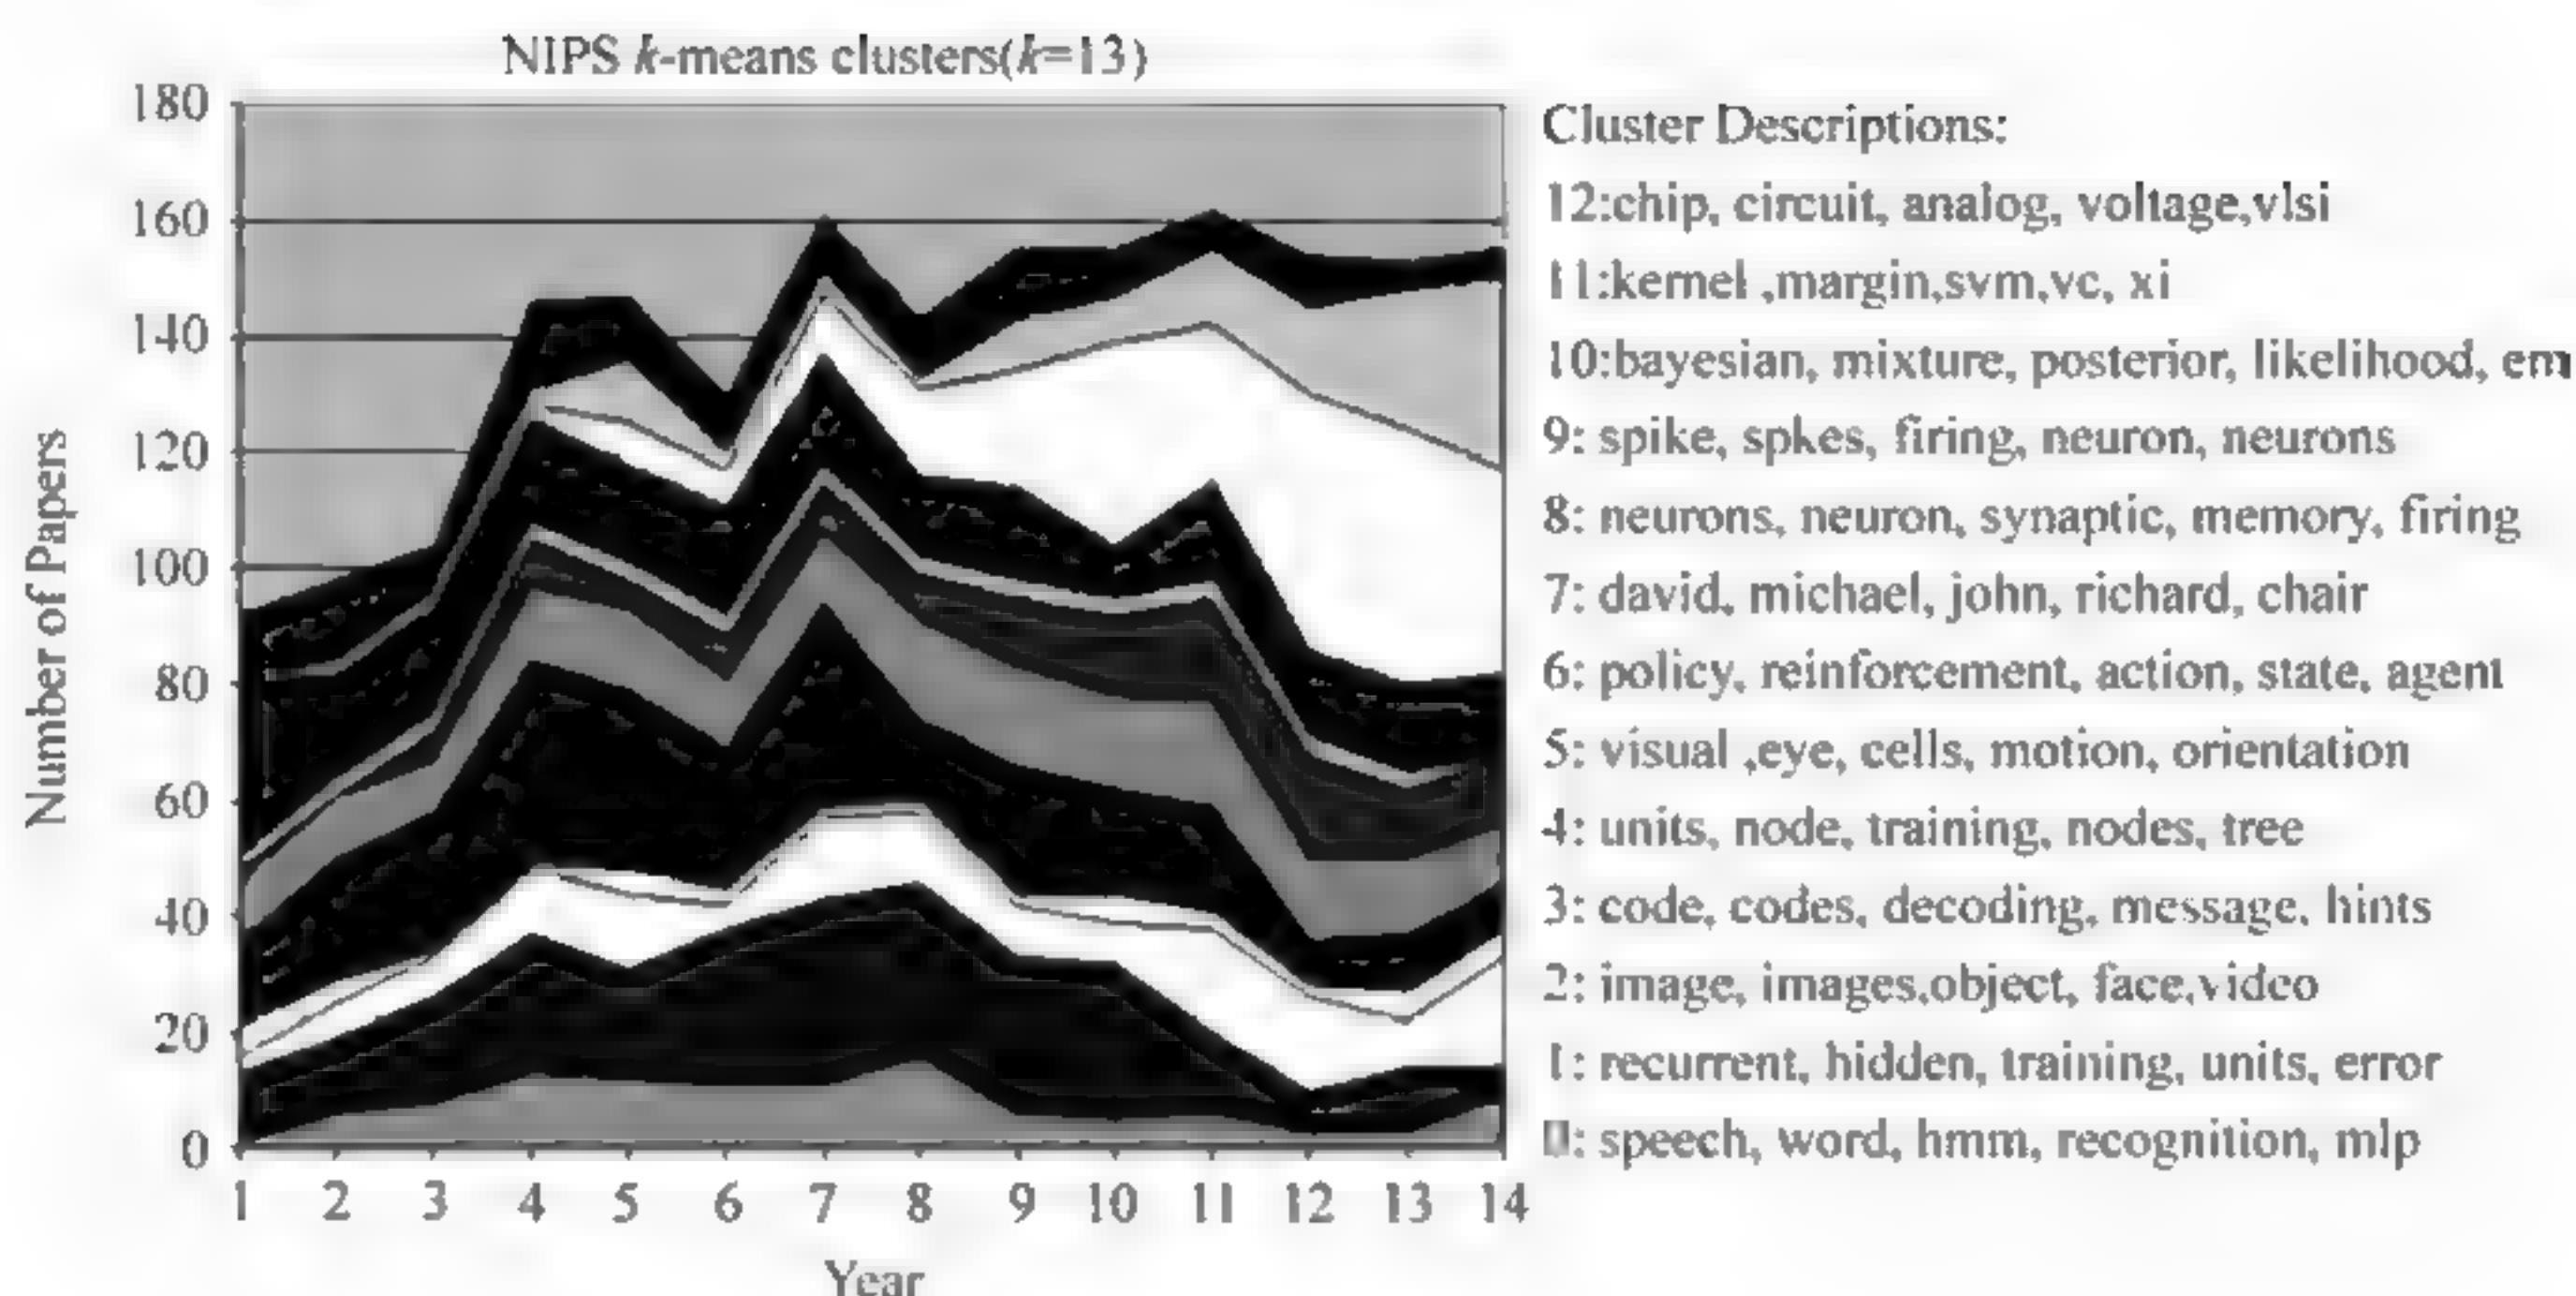 NIPS k-means clusters(k=13)
180
160
140
120
100
80
60
40
20
0
Number of Papers
1 2 3 4 5 6 7 8 9 10 11 12 13 14
Year
Cluster Descriptions:
12:chip, circuit, analog, voltage,vlsi
11:kernel ,margin,svm,vc, xi
10:bayesian, mixture, posterior, likelihood, em
9: spike, spkes, firing, neuron, neurons
8: neurons, neuron, synaptic, memory, firing
7: david, michael, john, richard, chair
6: policy, reinforcement, action, state, agent
5: visual ,eye, cells, motion, orientation
4: units, node, training, nodes, tree
3: code, codes, decoding, message, hints
2: image, images,object, face,video
1: recurrent, hidden, training, units, error
0: speech, word, hmm, recognition, mlp